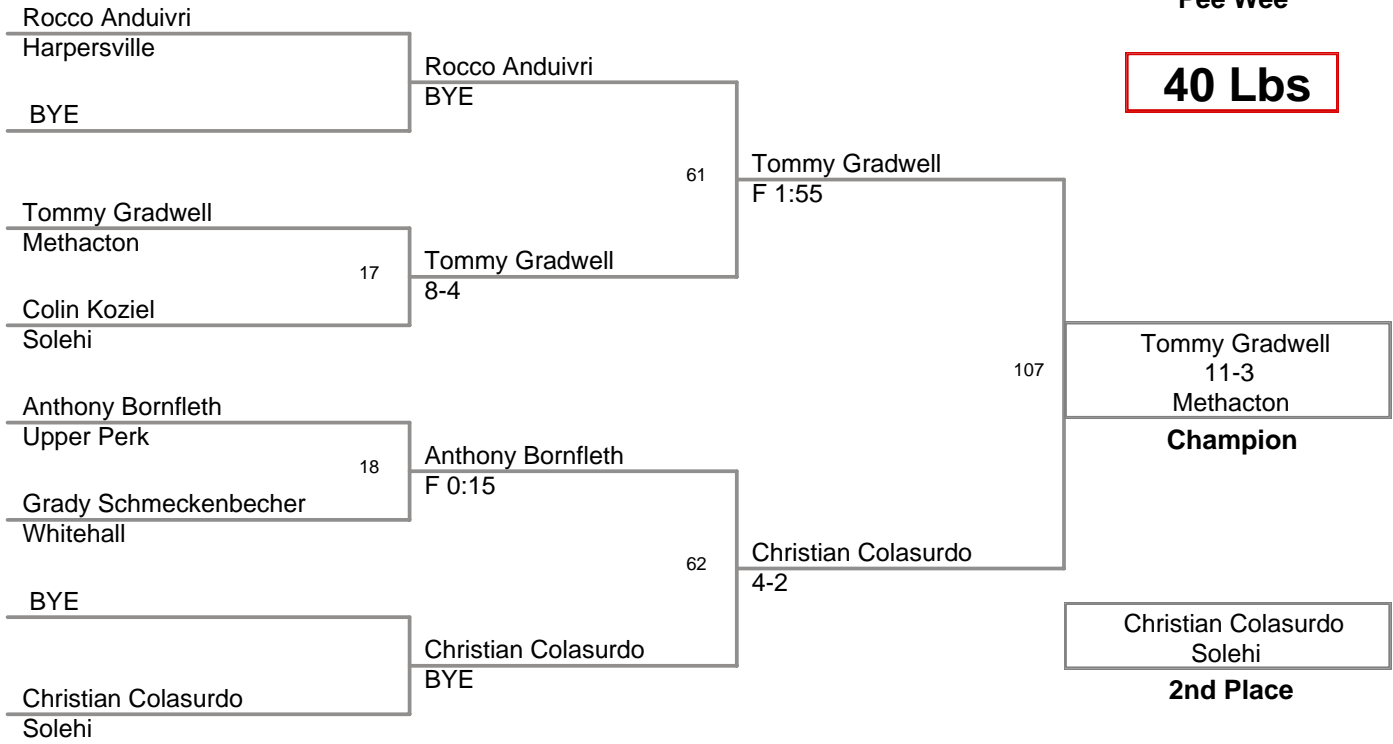 Pee Wee
40 Lbs
Rocco Anduivri
Harpersville
BYE
Tommy Gradwell
Methacton
17
Colin Koziel
Solehi
Anthony Bornfleth
Upper Perk
18
Grady Schmeckenbecher
Whitehall
BYE
Christian Colasurdo
Solehi
Rocco Anduivri
BYE
61
Tommy Gradwell
8-4
Anthony Bornfleth
F 0:15
62
Christian Colasurdo
BYE
Tommy Gradwell
F 1:55
107
Christian Colasurdo
4-2
Tommy Gradwell
11-3
Methacton
Champion
Christian Colasurdo
Solehi
2nd Place